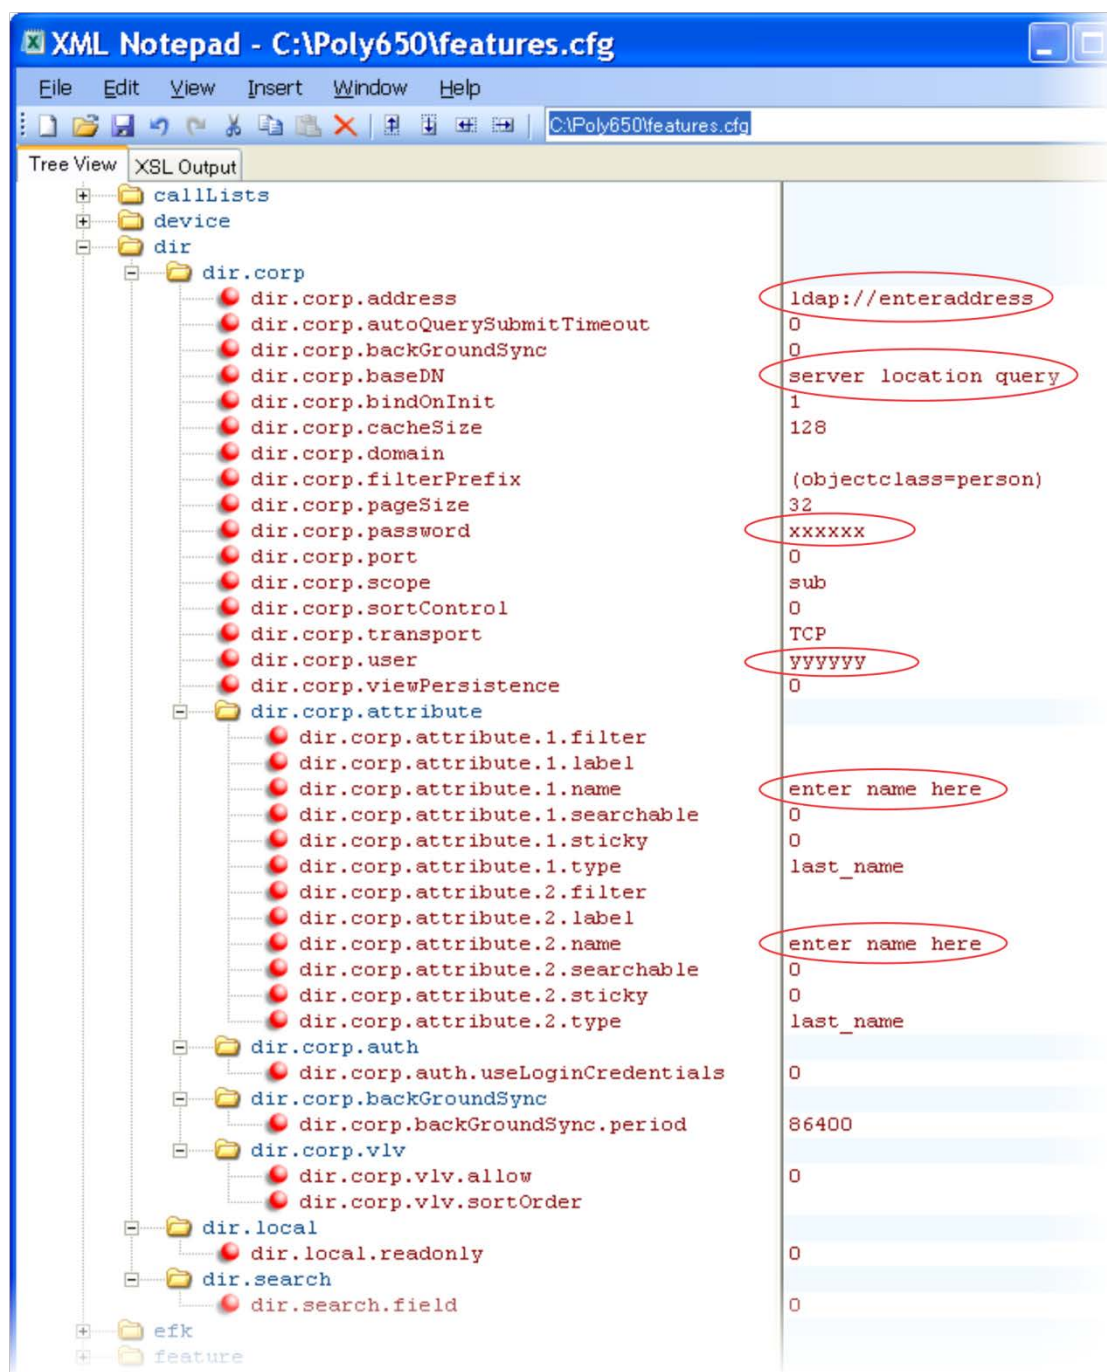 XML Notepad - C:\Poly650\features.cfg
File Edit View Insert Window Help
C:\Poly650\features.cfg
Tree View XSL Output
callLists
device
dir
dir.corp
dir.corp.address ldap://enteraddress
dir.corp.autoQuerySubmitTimeout 0
dir.corp.backGroundSync 0
dir.corp.baseDN server location query
dir.corp.bindOnInit 1
dir.corp.cacheSize 128
dir.corp.domain
dir.corp.filterPrefix (objectclass=person)
dir.corp.pageSize 32
dir.corp.password xxxxxx
dir.corp.port 0
dir.corp.scope sub
dir.corp.sortControl 0
dir.corp.transport TCP
dir.corp.user yyyyyy
dir.corp.viewPersistence 0
dir.corp.attribute
dir.corp.attribute.1.filter
dir.corp.attribute.1.label
dir.corp.attribute.1.name enter name here
dir.corp.attribute.1.searchable 0
dir.corp.attribute.1.sticky 0
dir.corp.attribute.1.type last_name
dir.corp.attribute.2.filter
dir.corp.attribute.2.label
dir.corp.attribute.2.name enter name here
dir.corp.attribute.2.searchable 0
dir.corp.attribute.2.sticky 0
dir.corp.attribute.2.type last_name
dir.corp.auth
dir.corp.auth.useLoginCredentials 0
dir.corp.backGroundSync
dir.corp.backGroundSync.period 86400
dir.corp.vlv
dir.corp.vlv.allow 0
dir.corp.vlv.sortOrder
dir.local
dir.local.readonly 0
dir.search
dir.search.field 0
efk
feature